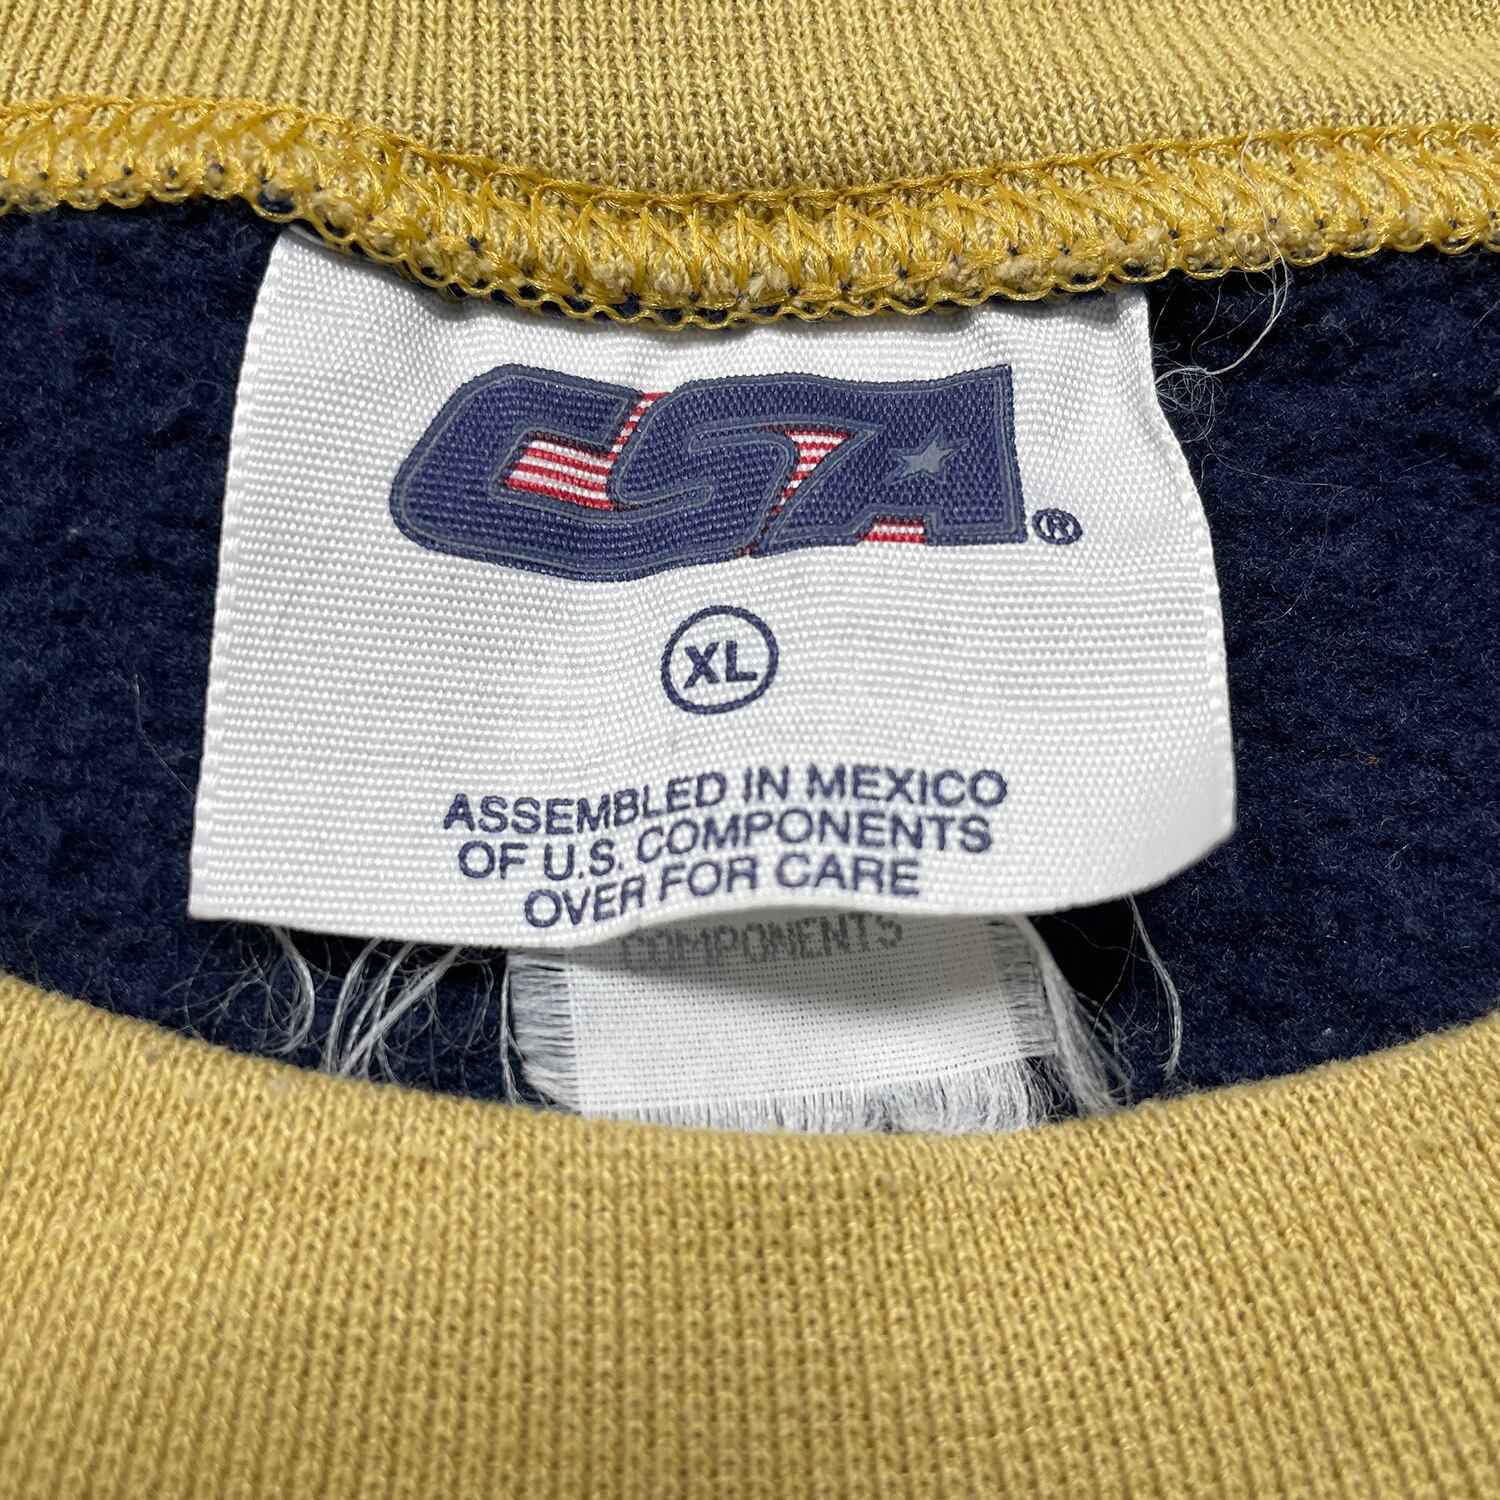 CSA®
XL
ASSEMBLED IN MEXICO
OF U.S. COMPONENTS
OVER FOR CARE
COMPONENTS